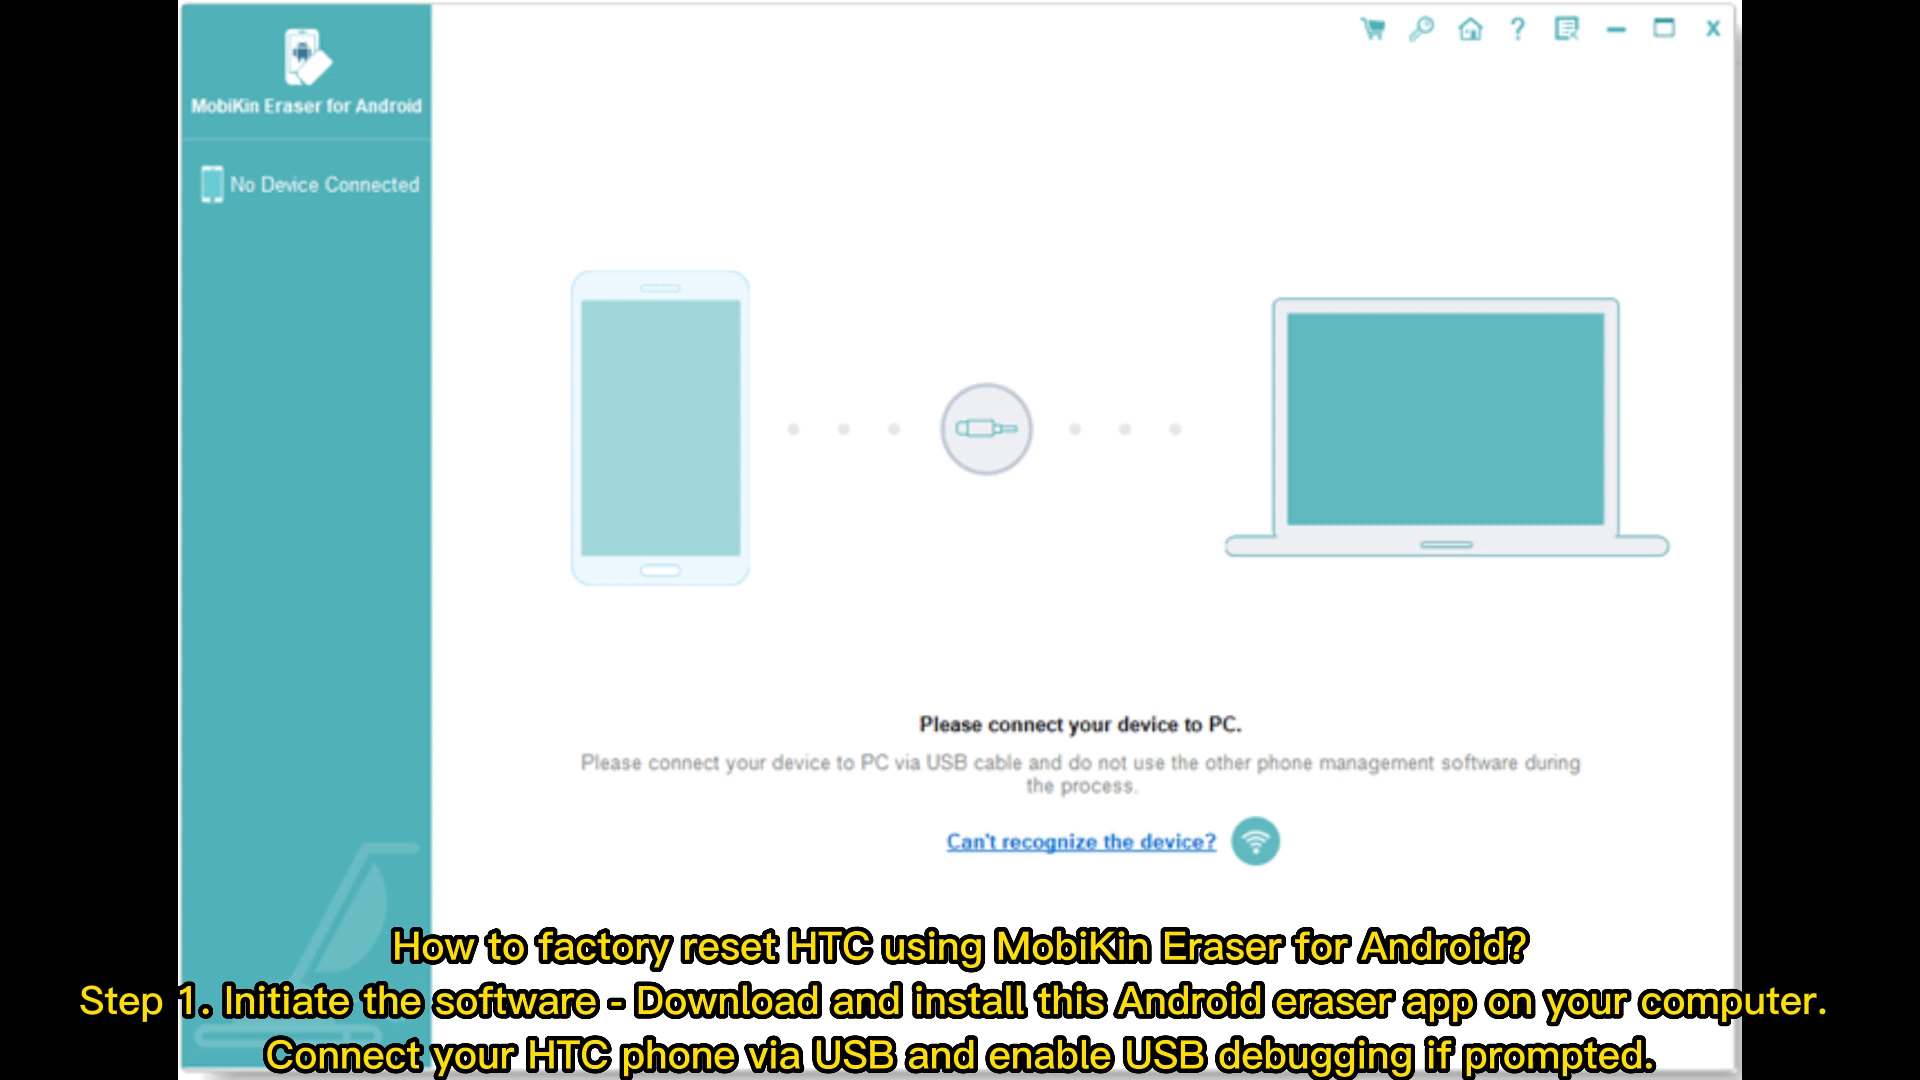 MobiKin Eraser for Android
No Device Connected
Please connect your device to PC.
Please connect your device to PC via USB cable and do not use the other phone management software during
the process.
Can't recognize the device?
How to factory reset HTC using MobiKin Eraser for Android?
Step 1. Initiate the software - Download and install this Android eraser app on your computer.
Connect your HTC phone via USB and enable USB debugging if prompted.